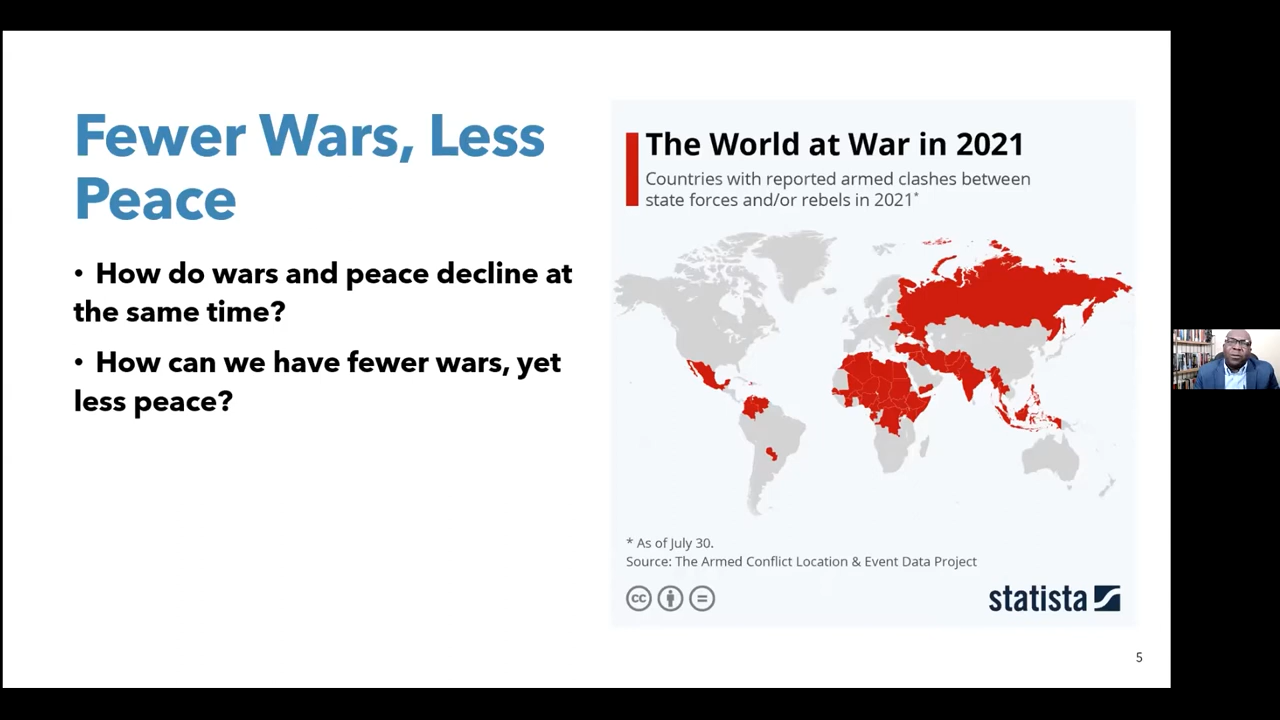 Fewer Wars, Less
Peace
• How do wars and peace decline at
the same time?
• How can we have fewer wars, yet
less peace?
The World at War in 2021
Countries with reported armed clashes between
state forces and/or rebels in 2021*
* As of July 30.
Source: The Armed Conflict Location & Event Data Project
cc
statista
5